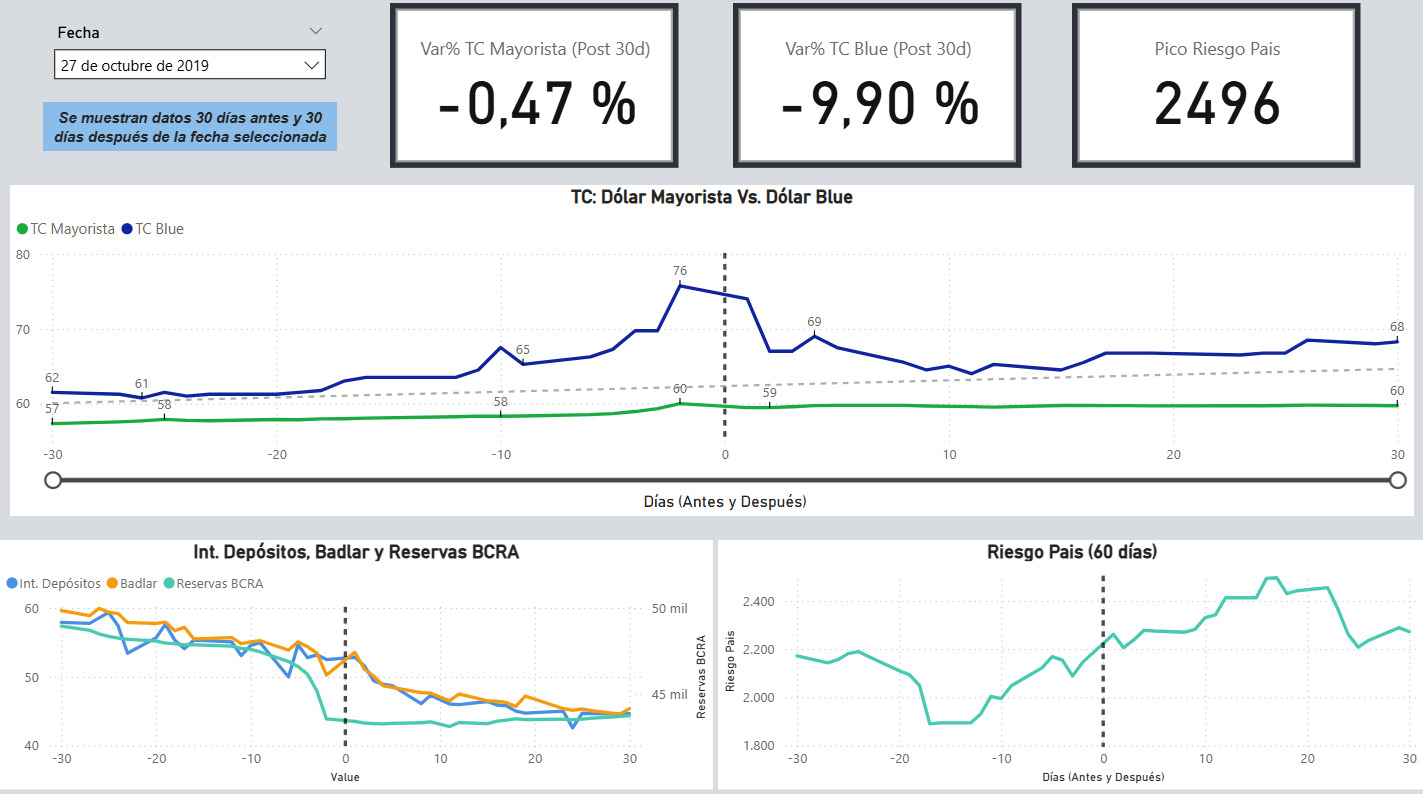 Fecha
27 de octubre de 2019
Se muestran datos 30 días antes y 30
días después de la fecha seleccionada
Var% TC Mayorista (Post 30d)
-0,47 %
Var% TC Blue (Post 30d)
-9,90 %
Pico Riesgo Pais
2496
TC: Dólar Mayorista Vs. Dólar Blue
TC Mayorista TC Blue
80
70
60
62
61
65
76
69
68
57
58
58
60
59
60
-30 -20 -10 0 10 20 30
Días (Antes y Después)
Int. Depósitos, Badlar y Reservas BCRA
Int. Depósitos Badlar Reservas BCRA
60
50
40
50 mil
45 mil
Reservas BCRA
-30 -20 -10 0 10 20 30
Value
Riesgo Pais (60 días)
Riesgo Pais
2.400
2.200
2.000
1.800
-30 -20 -10 0 10 20 30
Días (Antes y Después)